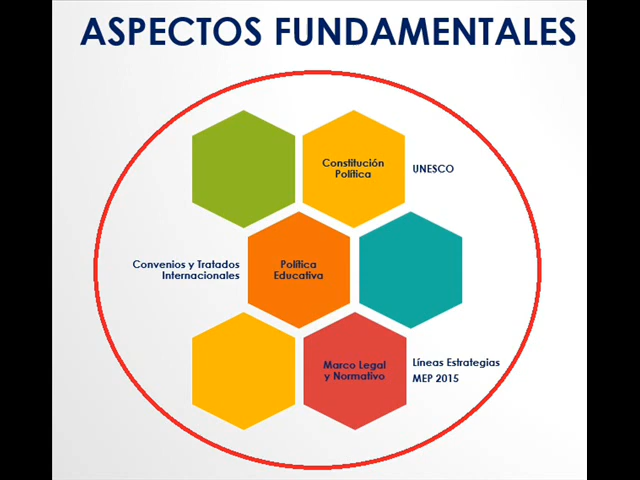 ASPECTOS FUNDAMENTALES
Constitución
Política
UNESCO
Convenios y Tratados
Internacionales
Política
Educativa
Marco Legal
y Normativo
Líneas Estrategias
MEP 2015